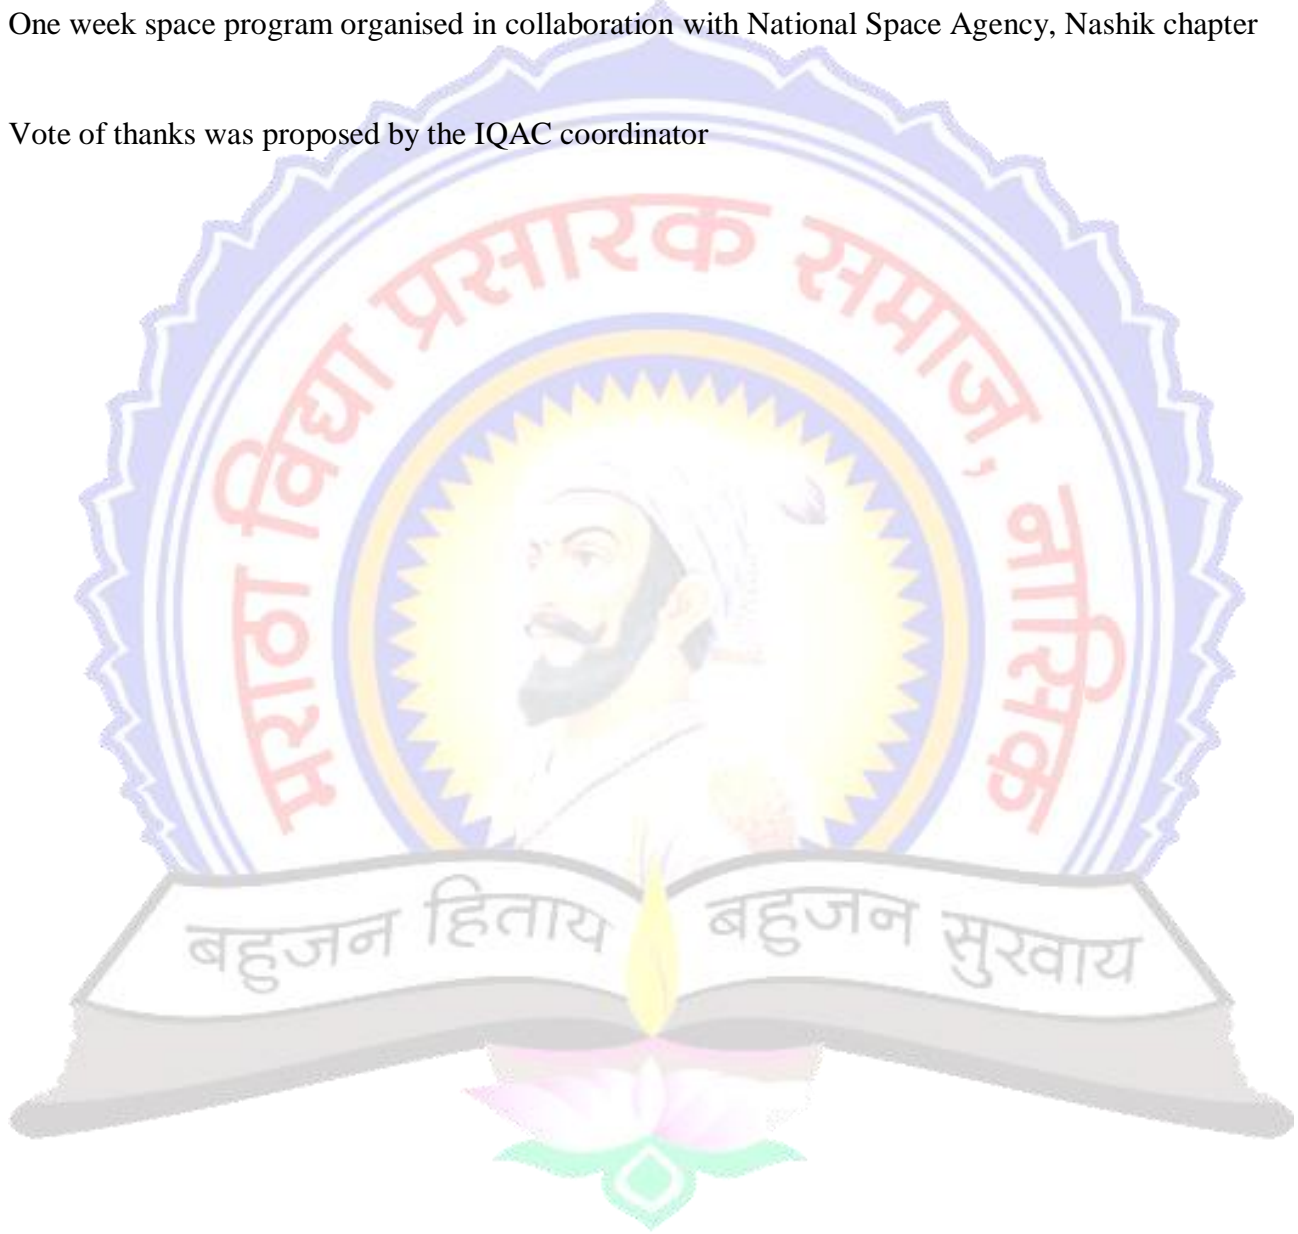 One week space program organised in collaboration with National Space Agency, Nashik chapter
Vote of thanks was proposed by the IQAC coordinator
मराठा विद्या प्रसारक समाज, नासिक
बहुजन हिताय बहुजन सुखाय